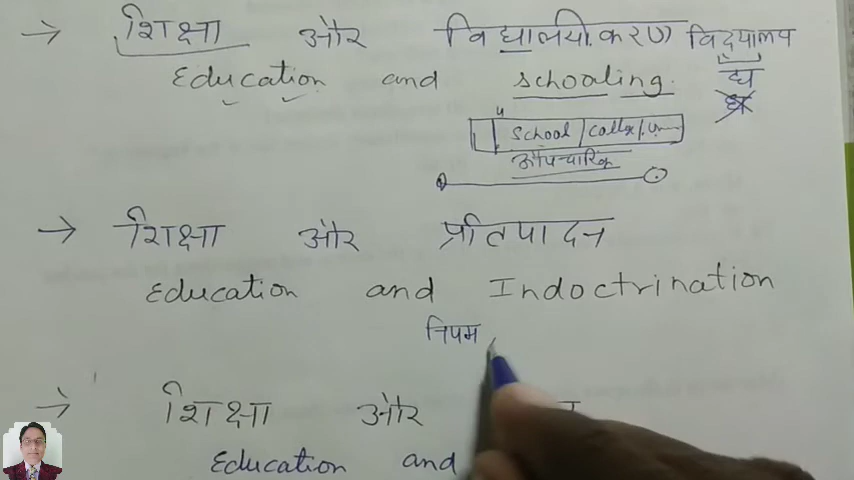 → शिक्षा और विद्यालयीकरण विद्यालय
Education and schooling. द्य
school / college /
औपचारिक
→ शिक्षा और प्रतिपादन
Education and Indoctrination
नियम
→ शिक्षा और
Education and